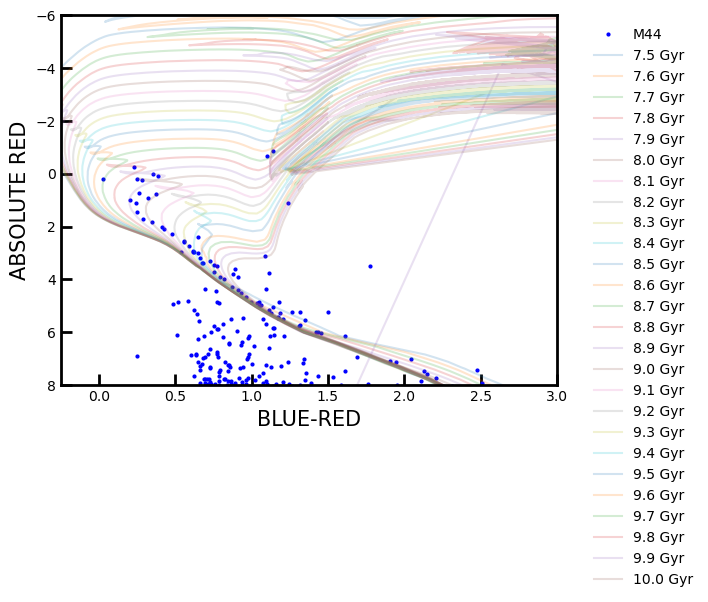 −6
−4
−2
0
2
4
6
8
ABSOLUTE RED
0.0 0.5 1.0 1.5 2.0 2.5 3.0
BLUE-RED
M44
7.5 Gyr
7.6 Gyr
7.7 Gyr
7.8 Gyr
7.9 Gyr
8.0 Gyr
8.1 Gyr
8.2 Gyr
8.3 Gyr
8.4 Gyr
8.5 Gyr
8.6 Gyr
8.7 Gyr
8.8 Gyr
8.9 Gyr
9.0 Gyr
9.1 Gyr
9.2 Gyr
9.3 Gyr
9.4 Gyr
9.5 Gyr
9.6 Gyr
9.7 Gyr
9.8 Gyr
9.9 Gyr
10.0 Gyr